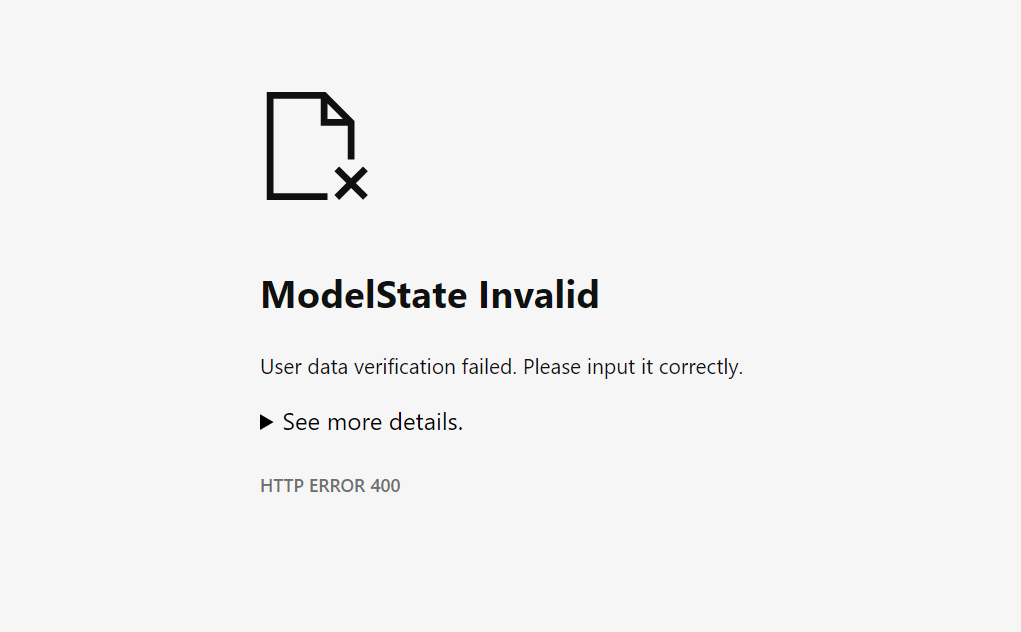 ModelState Invalid
User data verification failed. Please input it correctly.
See more details.
HTTP ERROR 400